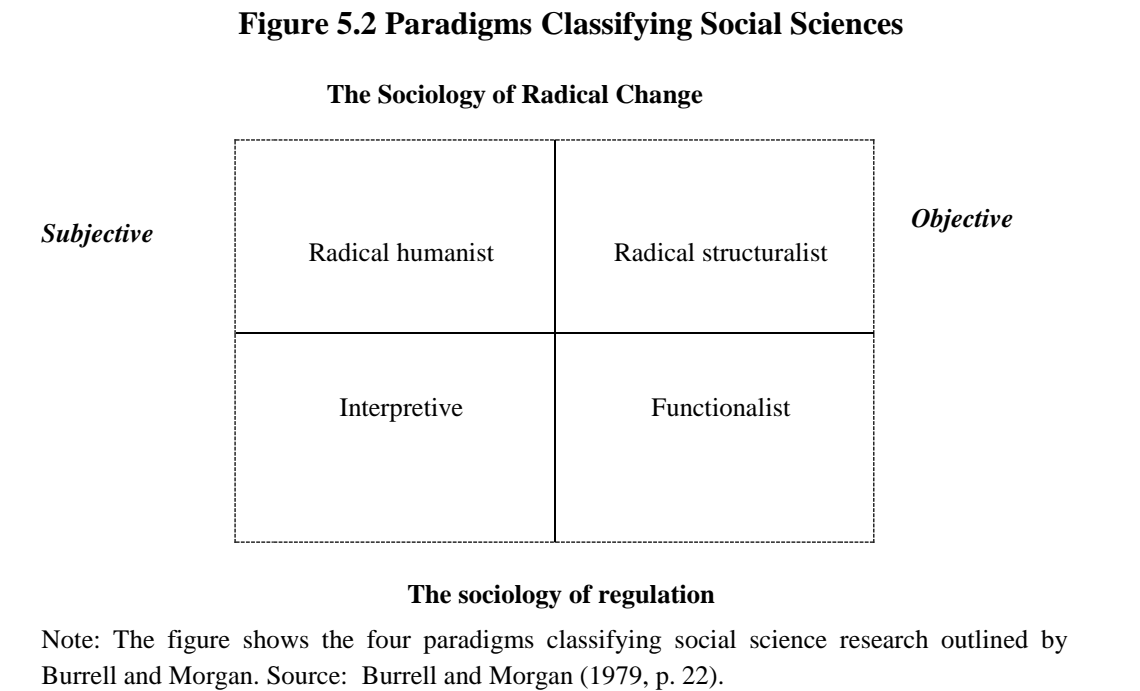 Figure 5.2 Paradigms Classifying Social Sciences
The Sociology of Radical Change
Subjective
Objective
Radical humanist
Radical structuralist
Interpretive
Functionalist
The sociology of regulation
Note: The figure shows the four paradigms classifying social science research outlined by
Burrell and Morgan. Source: Burrell and Morgan (1979, p. 22).